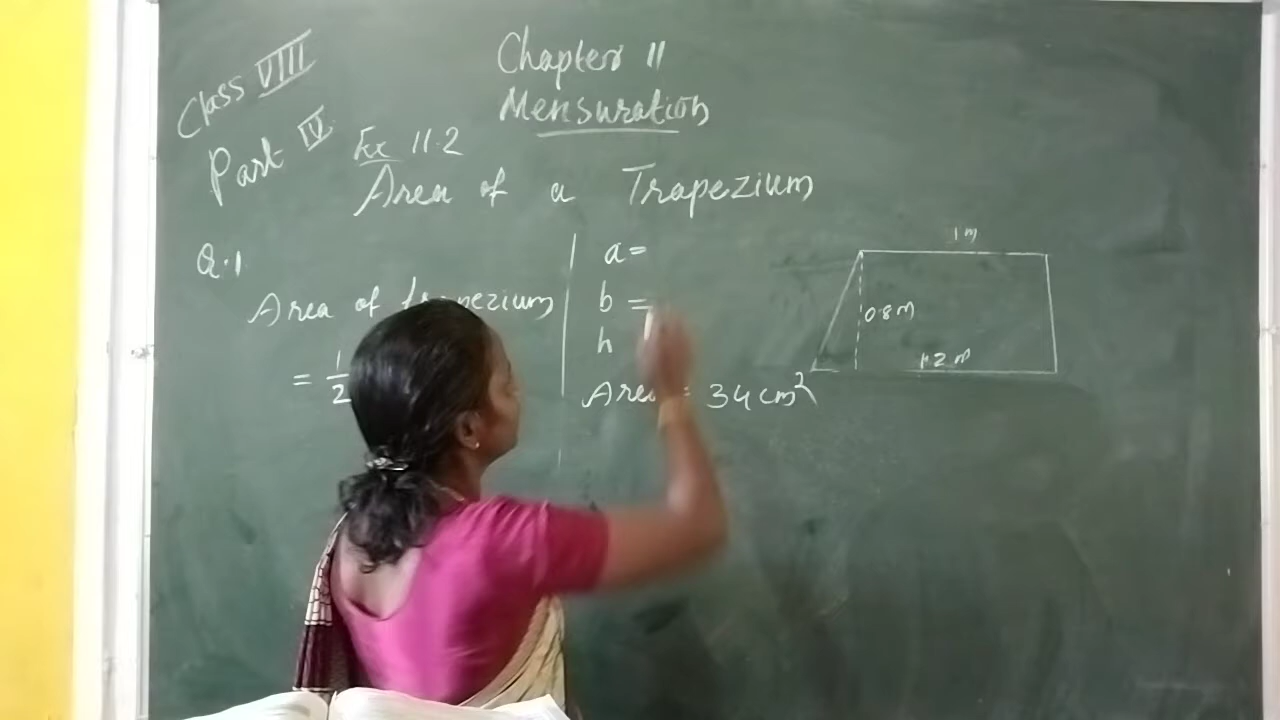 Class VIII
Part IV
Chapter 11
Mensuration
Ex 11.2
Area of a Trapezium
Q.1
Area of trapezium
= 1/2
a =
b =
h
Area = 34 cm²
1 m
0.8 m
1.2 m